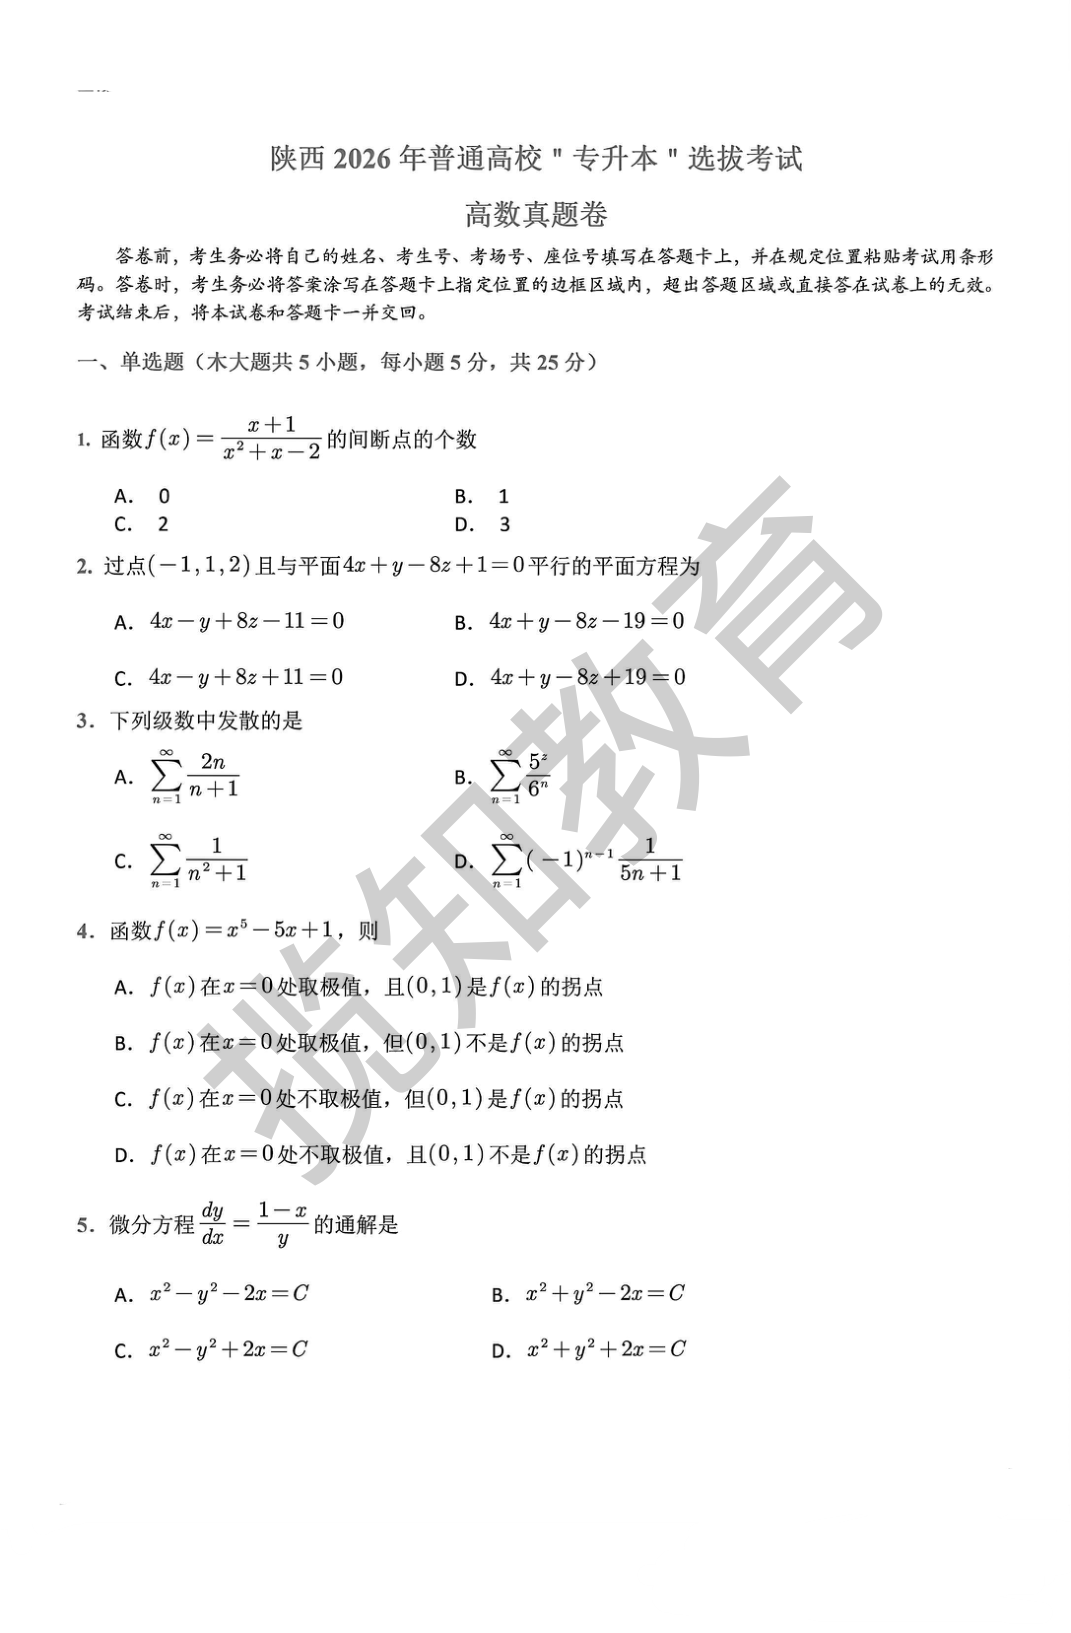 陕西 2026 年普通高校＂专升本＂选拔考试
高数真题卷
答卷前，考生务必将自己的姓名、考生号、考场号、座位号填写在答题卡上，并在规定位置粘贴考试用条形
码。答卷时，考生务必将答案涂写在答题卡上指定位置的边框区域内，超出答题区域或直接答在试卷上的无效。
考试结束后，将本试卷和答题卡一并交回。
一、单选题（木大题共 5 小题，每小题 5 分，共 25 分）
1. 函数 f(x) = (x+1)/(x²+x−2) 的间断点的个数
A. 0 B. 1
C. 2 D. 3
2. 过点(−1,1,2)且与平面4x+y−8z+1=0平行的平面方程为
A. 4x−y+8z−11=0 B. 4x+y−8z−19=0
C. 4x−y+8z+11=0 D. 4x+y−8z+19=0
3. 下列级数中发散的是
A. ∑_{n=1}^{∞} 2n/(n+1) B. ∑_{n=1}^{∞} 5^z/6^n
C. ∑_{n=1}^{∞} 1/(n²+1) D. ∑_{n=1}^{∞} (−1)^{n−1} 1/(5n+1)
4. 函数f(x)=x⁵−5x+1，则
A. f(x)在x=0处取极值，且(0,1)是f(x)的拐点
B. f(x)在x=0处取极值，但(0,1)不是f(x)的拐点
C. f(x)在x=0处不取极值，但(0,1)是f(x)的拐点
D. f(x)在x=0处不取极值，且(0,1)不是f(x)的拐点
5. 微分方程 dy/dx = (1−x)/y 的通解是
A. x²−y²−2x=C B. x²+y²−2x=C
C. x²−y²+2x=C D. x²+y²+2x=C
揽知教育